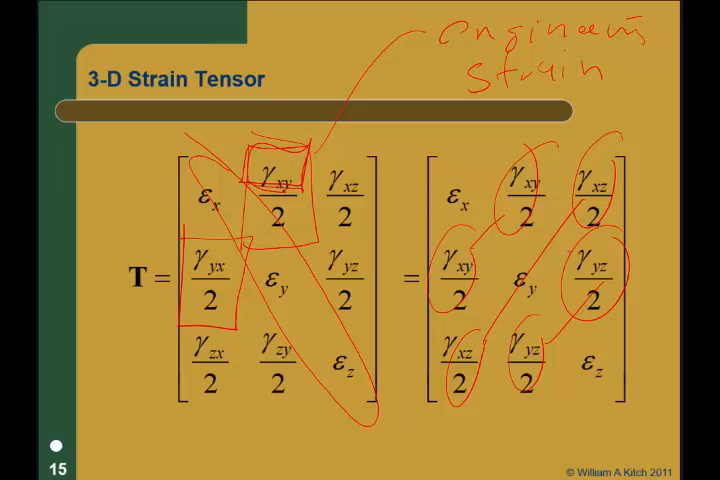 engineering
strain
3-D Strain Tensor
T = [ ε_x γ_xy/2 γ_xz/2 ] = [ ε_x γ_xy/2 γ_xz/2 ]
[ γ_yx/2 ε_y γ_yz/2 ] [ γ_xy/2 ε_y γ_yz/2 ]
[ γ_zx/2 γ_zy/2 ε_z ] [ γ_xz/2 γ_yz/2 ε_z ]
15
© William A Kitch 2011